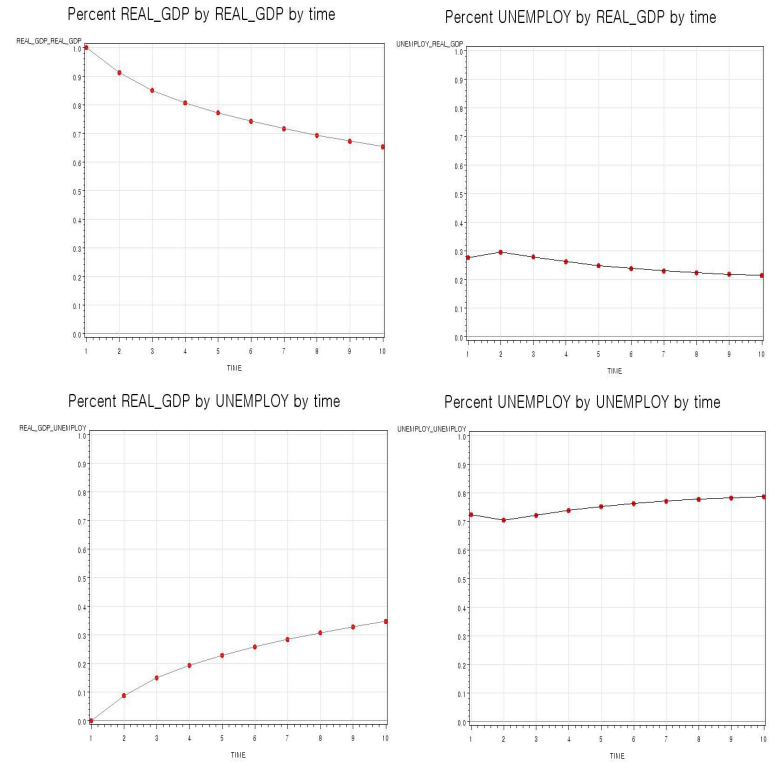 Percent REAL_GDP by REAL_GDP by time
REAL_GDP_REAL_GDP
1.0
0.9
0.8
0.7
0.6
0.5
0.4
0.3
0.2
0.1
0.0
1 2 3 4 5 6 7 8 9 10
TIME
Percent UNEMPLOY by REAL_GDP by time
UNEMPLOY_REAL_GDP
1.0
0.9
0.8
0.7
0.6
0.5
0.4
0.3
0.2
0.1
0.0
1 2 3 4 5 6 7 8 9 10
TIME
Percent REAL_GDP by UNEMPLOY by time
REAL_GDP_UNEMPLOY
1.0
0.9
0.8
0.7
0.6
0.5
0.4
0.3
0.2
0.1
0.0
1 2 3 4 5 6 7 8 9 10
TIME
Percent UNEMPLOY by UNEMPLOY by time
UNEMPLOY_UNEMPLOY
1.0
0.9
0.8
0.7
0.6
0.5
0.4
0.3
0.2
0.1
0.0
1 2 3 4 5 6 7 8 9 10
TIME